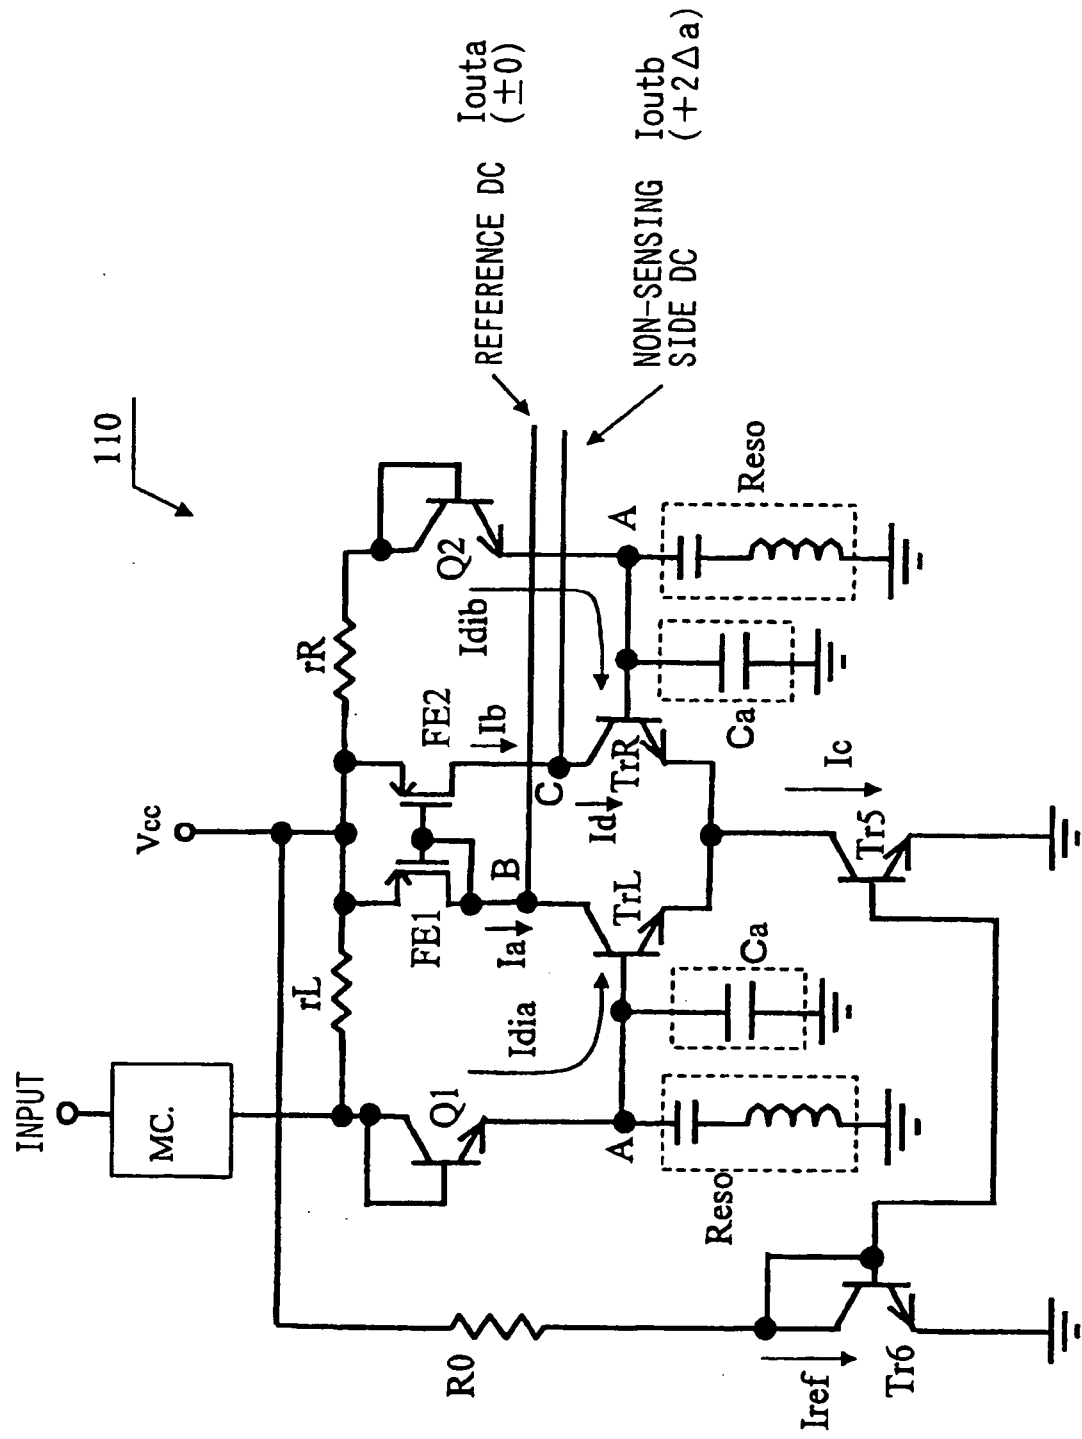 110
INPUT
MC.
Vcc
rL
rR
FE1
FE2
Q1
Q2
Ia
Ib
B
C
Idia
Idib
Id
REFERENCE DC Iouta
(±0)
NON-SENSING Ioutb
SIDE DC (+2Δa)
TrL
TrR
A
A
Reso
Reso
Ca
Ca
R0
Ic
Tr5
Iref
Tr6